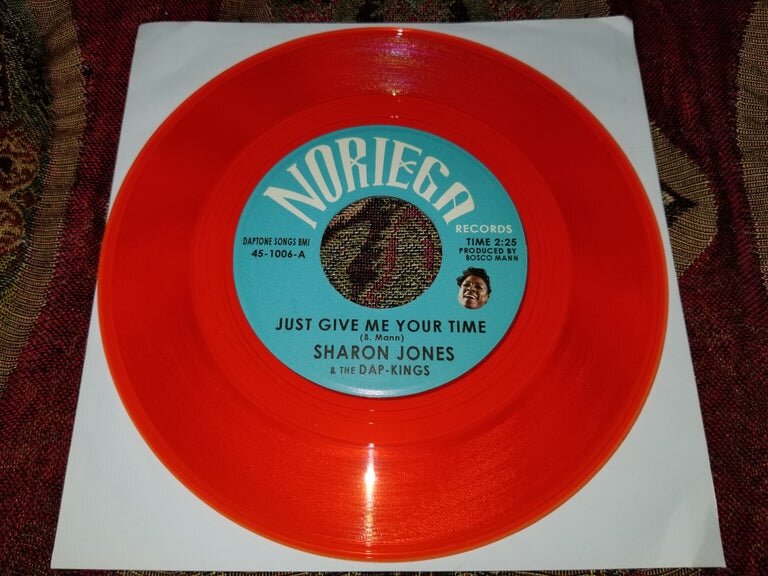 NORIEGA
RECORDS
DAPTONE SONGS BMI
45-1006-A
TIME 2:25
PRODUCED BY
BOSCO MANN
JUST GIVE ME YOUR TIME
(B. Mann)
SHARON JONES
& THE DAP-KINGS